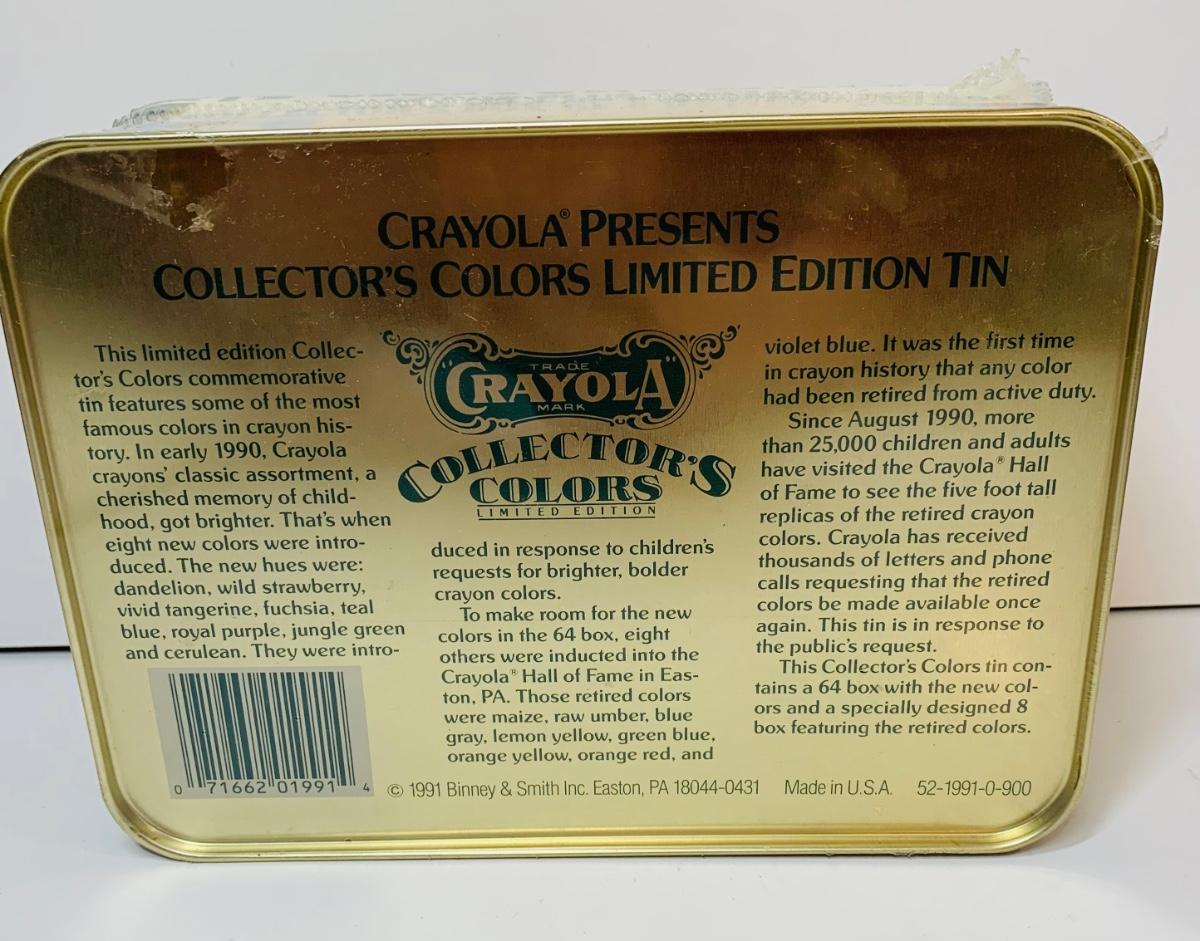 CRAYOLA® PRESENTS
COLLECTOR'S COLORS LIMITED EDITION TIN
This limited edition Collec-
tor's Colors commemorative
tin features some of the most
famous colors in crayon his-
tory. In early 1990, Crayola
crayons' classic assortment, a
cherished memory of child-
hood, got brighter. That's when
eight new colors were intro-
duced. The new hues were:
dandelion, wild strawberry,
vivid tangerine, fuchsia, teal
blue, royal purple, jungle green
and cerulean. They were intro-
TRADE
"CRAYOLA"
MARK
COLLECTOR'S
COLORS
LIMITED EDITION
duced in response to children's
requests for brighter, bolder
crayon colors.
To make room for the new
colors in the 64 box, eight
others were inducted into the
Crayola® Hall of Fame in Eas-
ton, PA. Those retired colors
were maize, raw umber, blue
gray, lemon yellow, green blue,
orange yellow, orange red, and
violet blue. It was the first time
in crayon history that any color
had been retired from active duty.
Since August 1990, more
than 25,000 children and adults
have visited the Crayola® Hall
of Fame to see the five foot tall
replicas of the retired crayon
colors. Crayola has received
thousands of letters and phone
calls requesting that the retired
colors be made available once
again. This tin is in response to
the public's request.
This Collector's Colors tin con-
tains a 64 box with the new col-
ors and a specially designed 8
box featuring the retired colors.
0 71662 01991 4
© 1991 Binney & Smith Inc. Easton, PA 18044-0431 Made in U.S.A. 52-1991-0-900